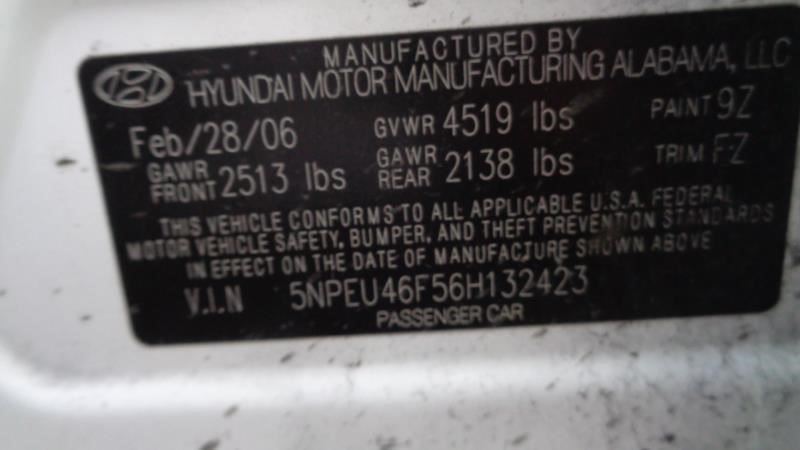 MANUFACTURED BY
HYUNDAI MOTOR MANUFACTURING ALABAMA, LLC
Feb/28/06 GVWR 4519 lbs PAINT 9Z
GAWR FRONT 2513 lbs GAWR REAR 2138 lbs TRIM FZ
THIS VEHICLE CONFORMS TO ALL APPLICABLE U.S.A. FEDERAL
MOTOR VEHICLE SAFETY, BUMPER, AND THEFT PREVENTION STANDARDS
IN EFFECT ON THE DATE OF MANUFACTURE SHOWN ABOVE
V.I.N 5NPEU46F56H132423
PASSENGER CAR